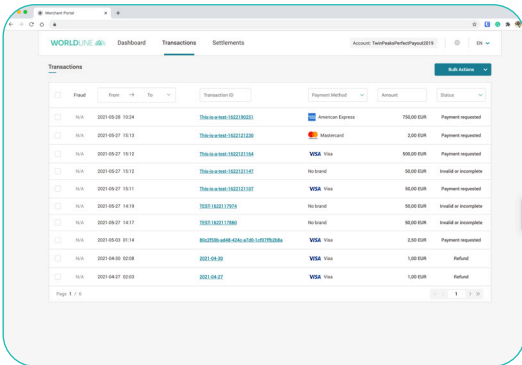 Merchant Portal
WORLDLINE Dashboard Transactions Settlements Account: TwinPeaksPerfectPayout2019 EN
Transactions
Bulk Actions
Fraud From → To Transaction ID Payment Method Amount Status
N/A 2021-05-28 10:24 This-is-a-test-1622190251 American Express 750,00 EUR Payment requested
N/A 2021-05-27 15:13 This-is-a-test-1622121230 Mastercard 2,00 EUR Payment requested
N/A 2021-05-27 15:12 This-is-a-test-1622121164 VISA Visa 500,00 EUR Payment requested
N/A 2021-05-27 15:12 This-is-a-test-1622121147 No brand 50,00 EUR Invalid or incomplete
N/A 2021-05-27 15:11 This-is-a-test-1622121107 VISA Visa 50,00 EUR Payment requested
N/A 2021-05-27 14:19 TEST-1622117974 No brand 50,00 EUR Invalid or incomplete
N/A 2021-05-27 14:17 No brand 50,00 EUR Invalid or incomplete
N/A 2021-05-03 01:14 VISA Visa 2,50 EUR Payment requested
N/A 2021-04-30 02:08 2021-04-30 VISA Visa 1,00 EUR Refund
N/A 2021-04-27 02:03 2021-04-27 VISA Visa 1,00 EUR Refund
Page 1 / 6 1